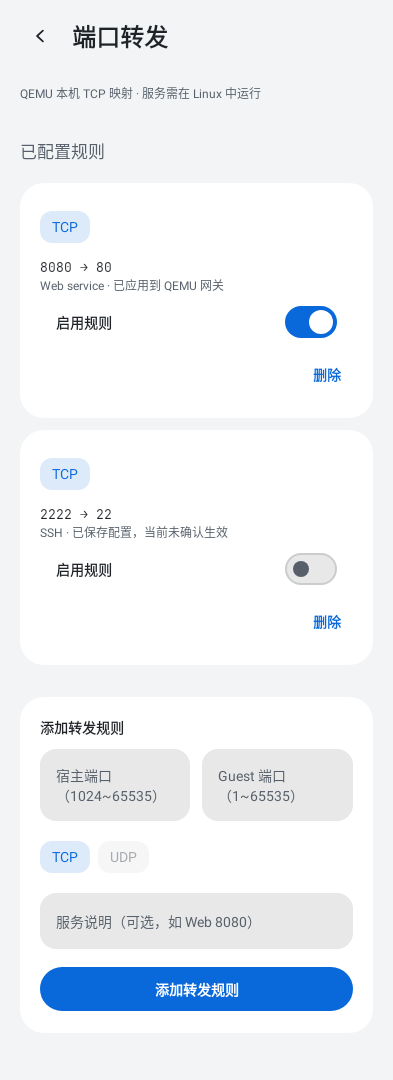 端口转发
QEMU 本机 TCP 映射 · 服务需在 Linux 中运行
已配置规则
TCP
8080 → 80
Web service · 已应用到 QEMU 网关
启用规则
删除
TCP
2222 → 22
SSH · 已保存配置，当前未确认生效
启用规则
删除
添加转发规则
宿主端口
（1024~65535）
Guest 端口
（1~65535）
TCP
UDP
服务说明（可选，如 Web 8080）
添加转发规则